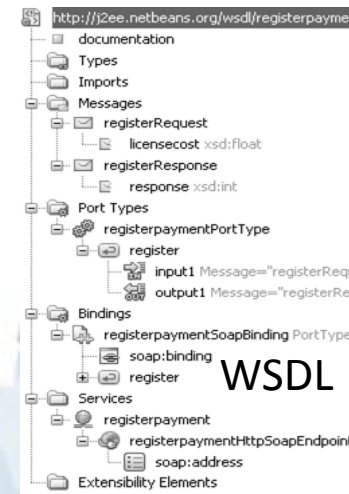 http://j2ee.netbeans.org/wsdl/registerpayme
documentation
Types
Imports
Messages
registerRequest
licensecost xsd:float
registerResponse
response xsd:int
Port Types
registerpaymentPortType
register
input1 Message="registerRequ
output1 Message="registerRe
Bindings
registerpaymentSoapBinding PortType
soap:binding
register
WSDL
Services
registerpayment
registerpaymentHttpSoapEndpoint
soap:address
Extensibility Elements